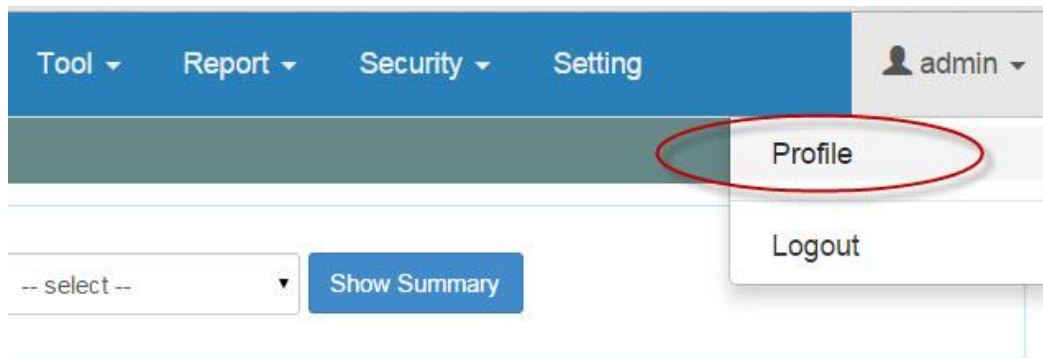 Tool Report Security Setting admin
Profile
Logout
-- select -- Show Summary